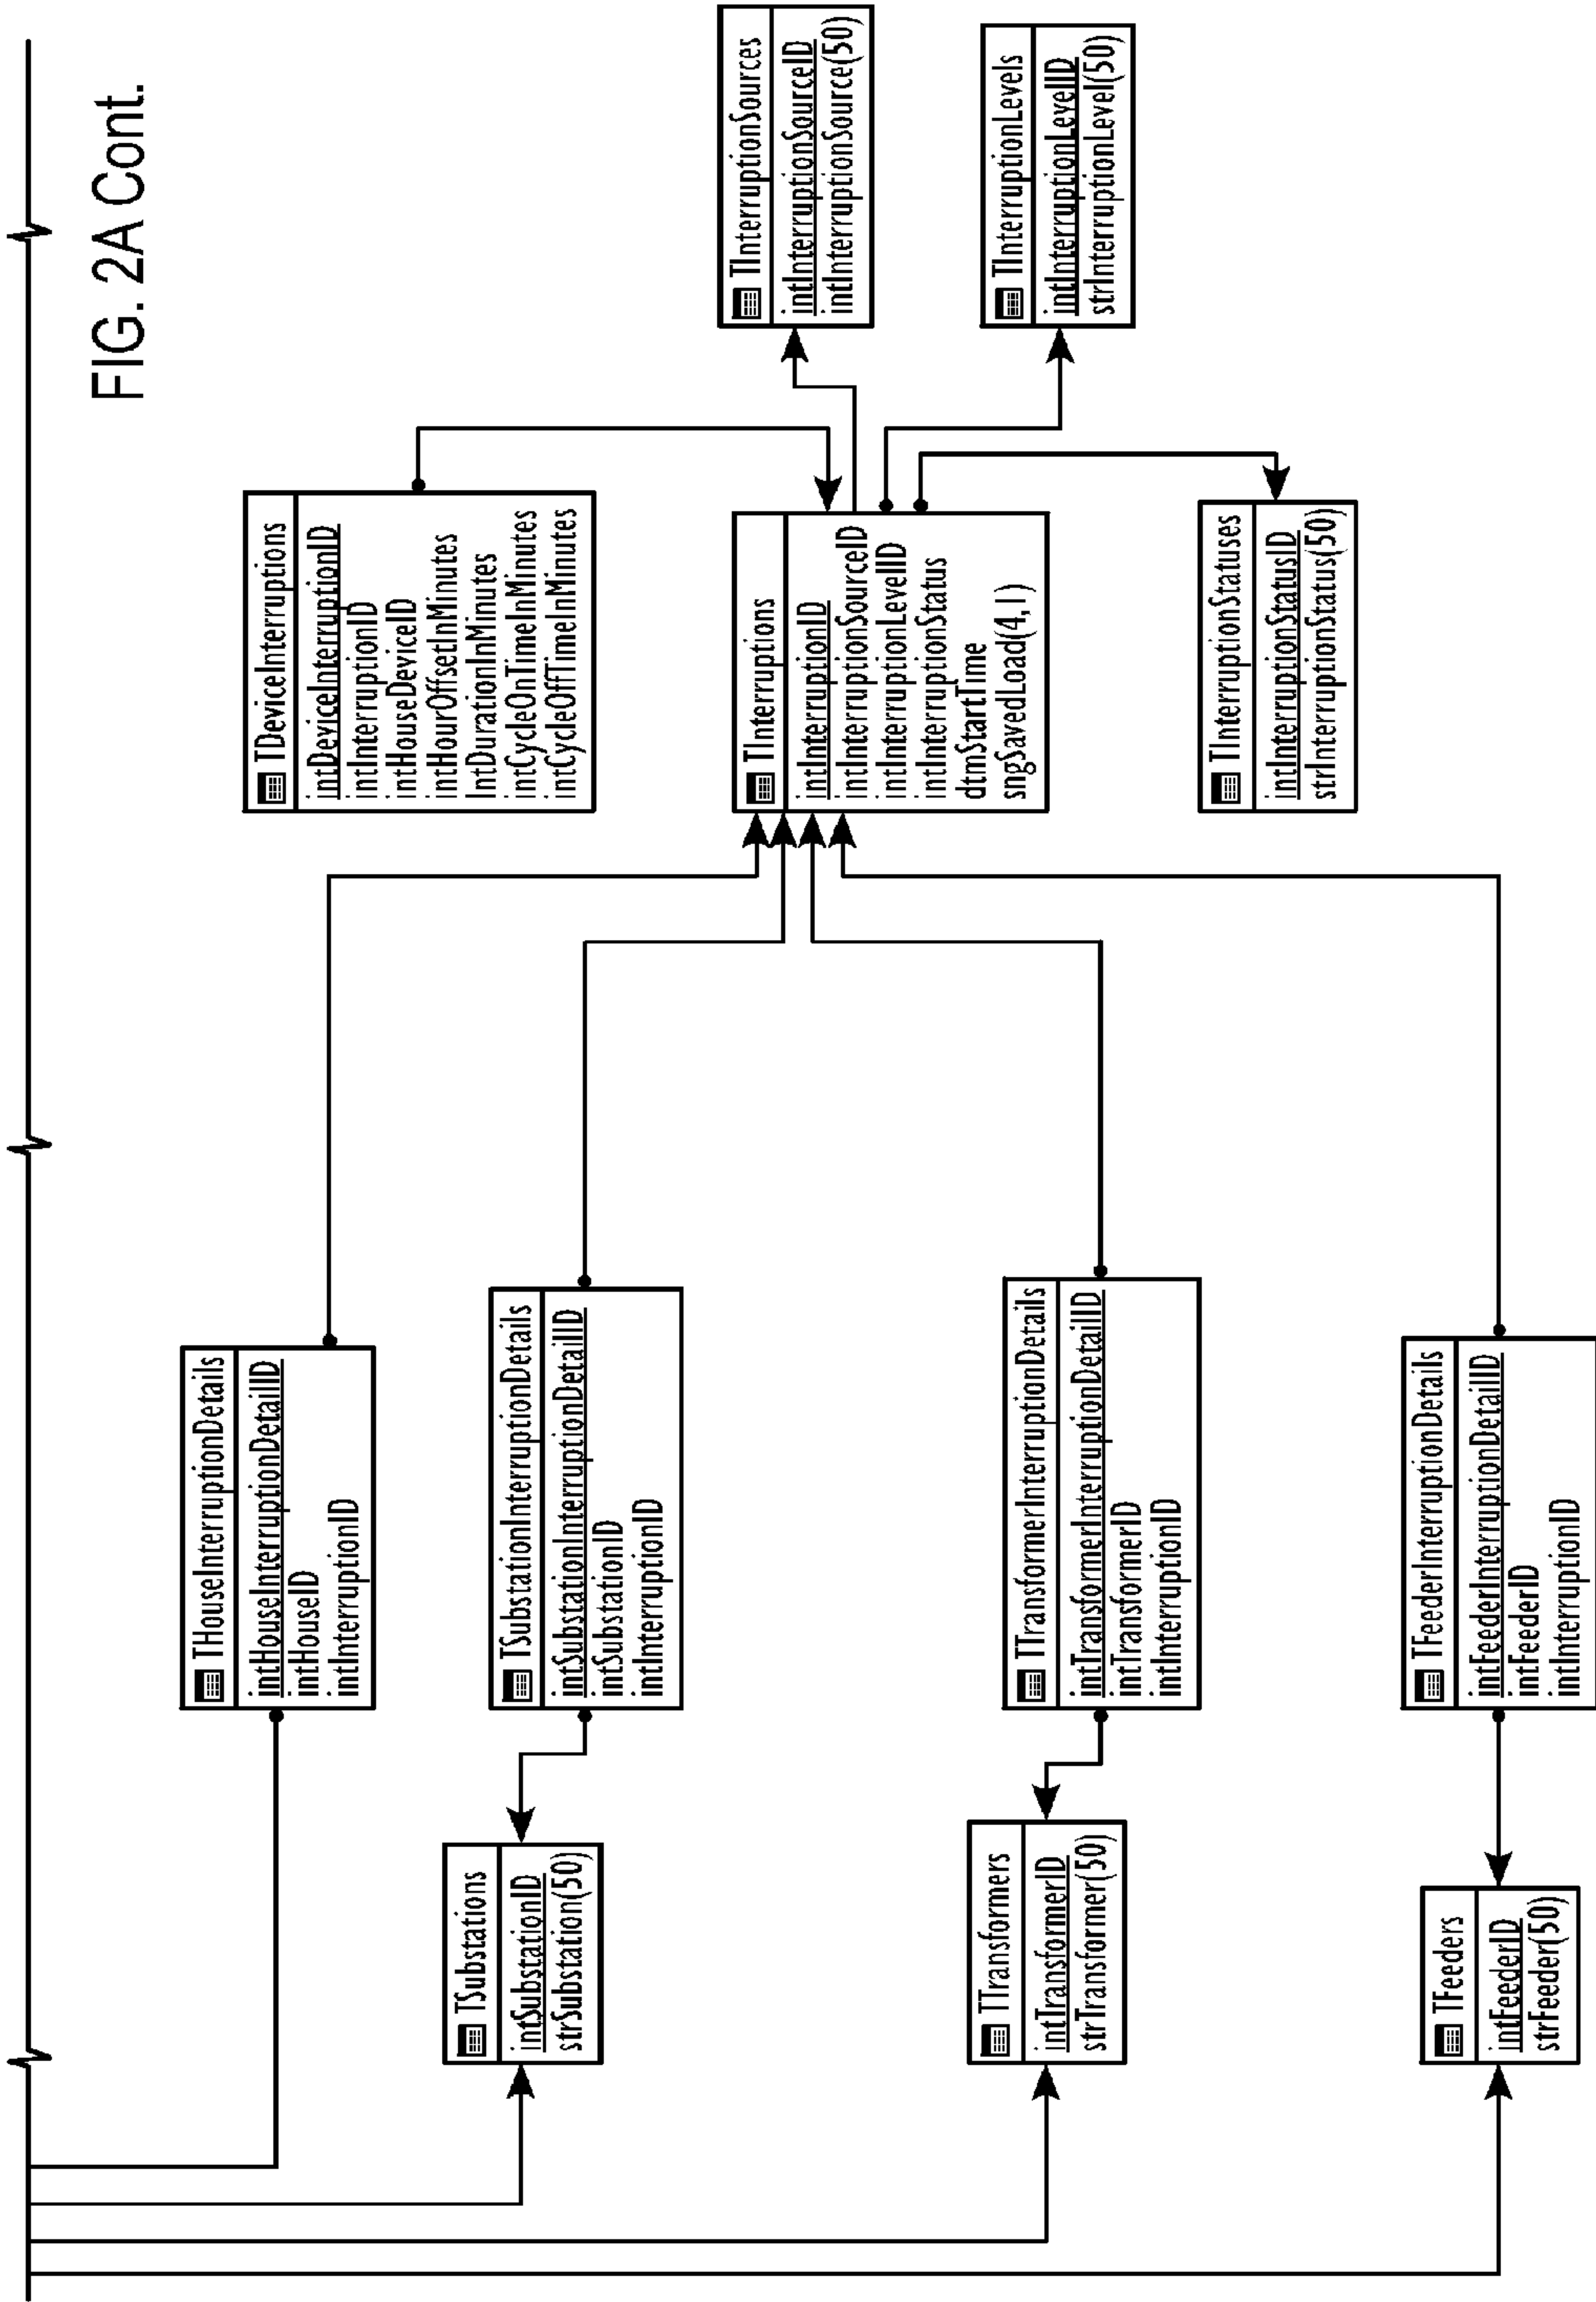 FIG. 2A Cont.
THouseInterruptionDetails
intHouseInterruptionDetailID
intHouseID
intInterruptionID
TDeviceInterruptions
intDeviceInterruptionID
intInterruptionID
intHouseDeviceID
intHourOffsetInMinutes
IntDurationInMinutes
intCycleOnTimeInMinutes
intCycleOffTimeInMinutes
TSubstations
intSubstationID
strSubstation(50)
TSubstationInterruptionDetails
intSubstationInterruptionDetailID
intSubstationID
intInterruptionID
TInterruptions
intInterruptionID
intInterruptionSourceID
intInterruptionLevelID
intInterruptionStatus
dtmStartTime
sngSavedLoad(4,1)
TInterruptionSources
intInterruptionSourceID
intInterruptionSource(50)
TInterruptionLevels
intInterruptionLevelID
strInterruptionLevel(50)
TTransformers
intTransformerID
strTransformer(50)
TTransformerInterruptionDetails
intTransformerInterruptionDetailID
intTransformerID
intInterruptionID
TInterruptionStatuses
intInterruptionStatusID
strInterruptionStatus(50)
TFeeders
intFeederID
strFeeder(50)
TFeederInterruptionDetails
intFeederInterruptionDetailID
intFeederID
intInterruptionID